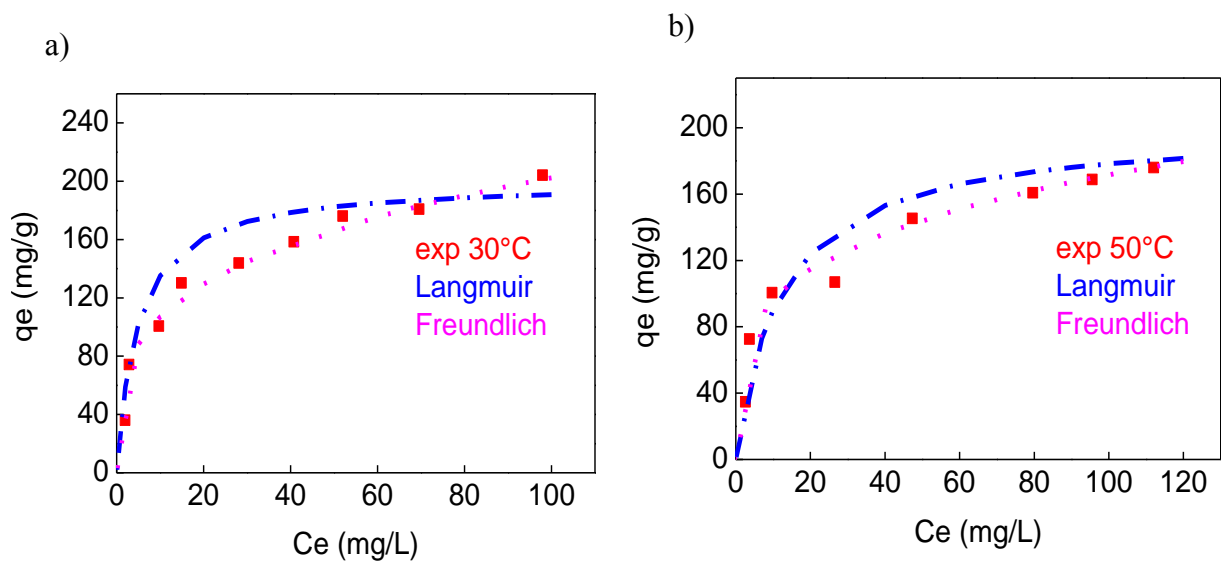 a)
240
200
160
120
80
40
0
qe (mg/g)
exp 30°C
Langmuir
Freundlich
0 20 40 60 80 100
Ce (mg/L)
b)
200
160
120
80
40
0
qe (mg/g)
exp 50°C
Langmuir
Freundlich
0 20 40 60 80 100 120
Ce (mg/L)